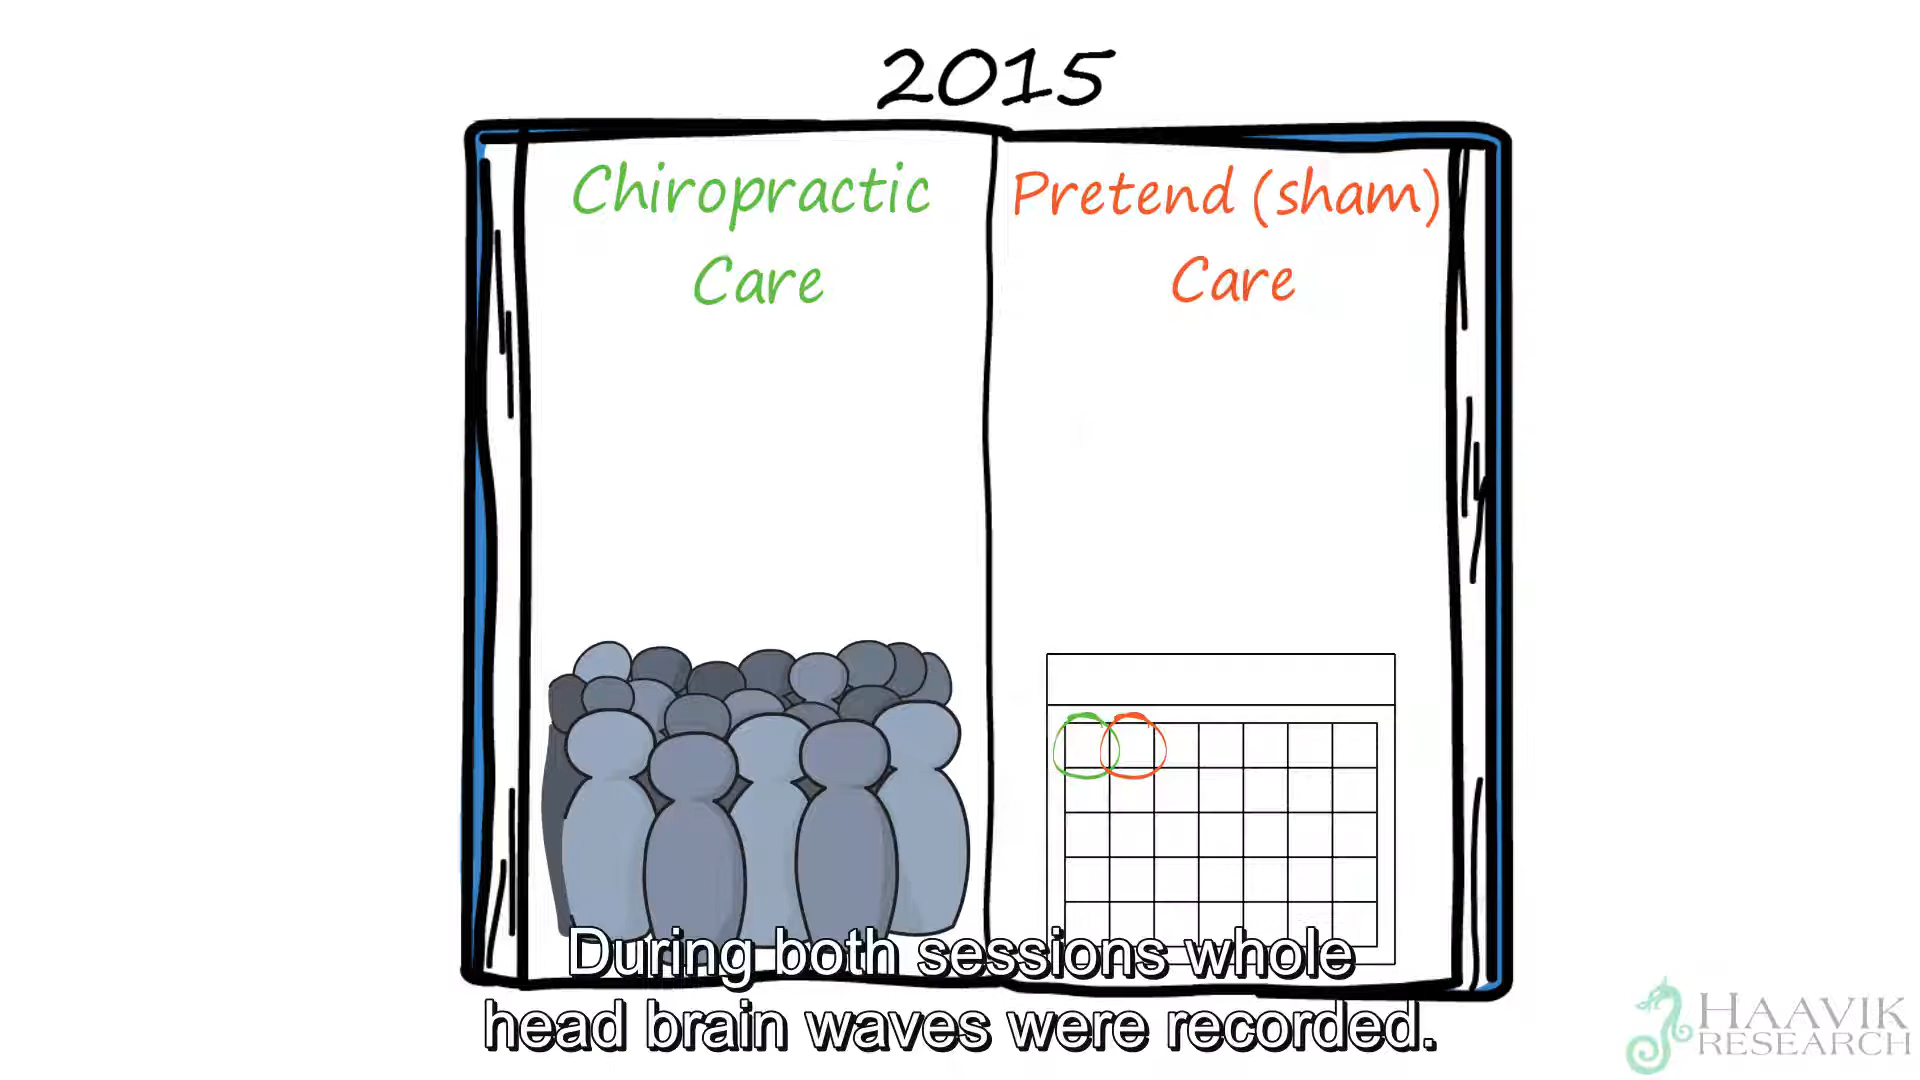 2015
Chiropractic
Care
Pretend (sham)
Care
During both sessions whole
head brain waves were recorded.
HAAVIK
RESEARCH